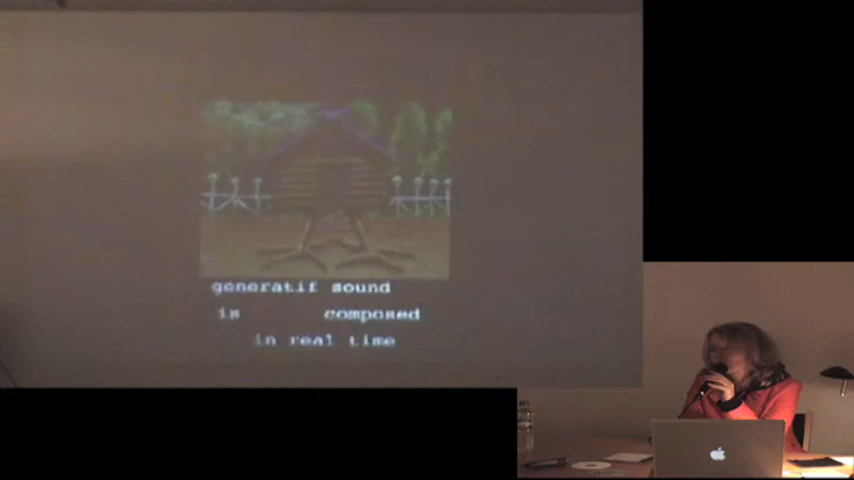 generatif sound
is composed
in real time